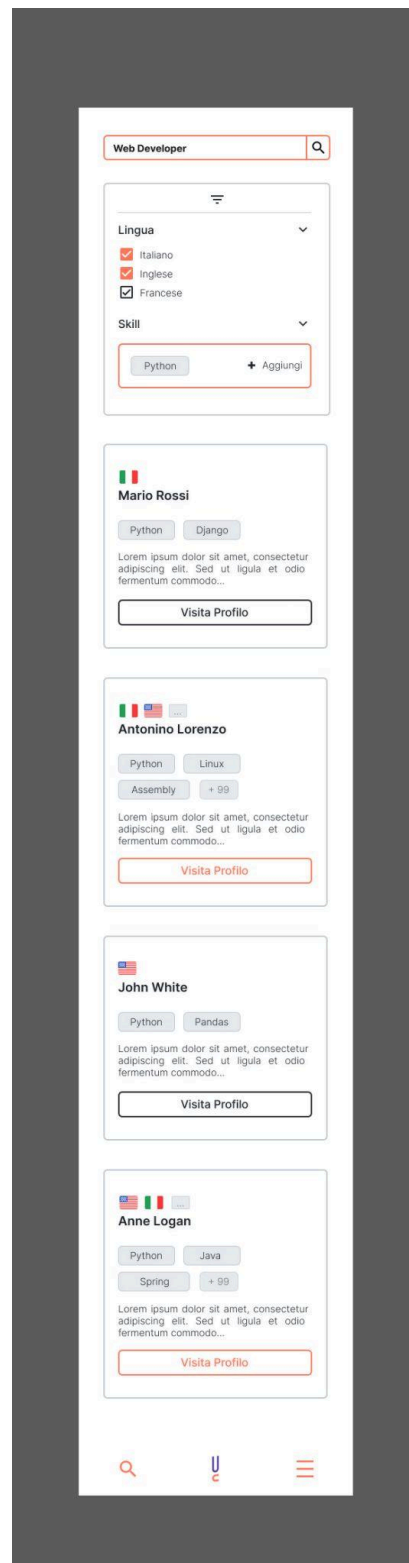 Web Developer
Lingua
Italiano
Inglese
Francese
Skill
Python + Aggiungi
Mario Rossi
Python Django
Lorem ipsum dolor sit amet, consectetur
adipiscing elit. Sed ut ligula et odio
fermentum commodo...
Visita Profilo
...
Antonino Lorenzo
Python Linux
Assembly + 99
Lorem ipsum dolor sit amet, consectetur
adipiscing elit. Sed ut ligula et odio
fermentum commodo...
Visita Profilo
John White
Python Pandas
Lorem ipsum dolor sit amet, consectetur
adipiscing elit. Sed ut ligula et odio
fermentum commodo...
Visita Profilo
...
Anne Logan
Python Java
Spring + 99
Lorem ipsum dolor sit amet, consectetur
adipiscing elit. Sed ut ligula et odio
fermentum commodo...
Visita Profilo